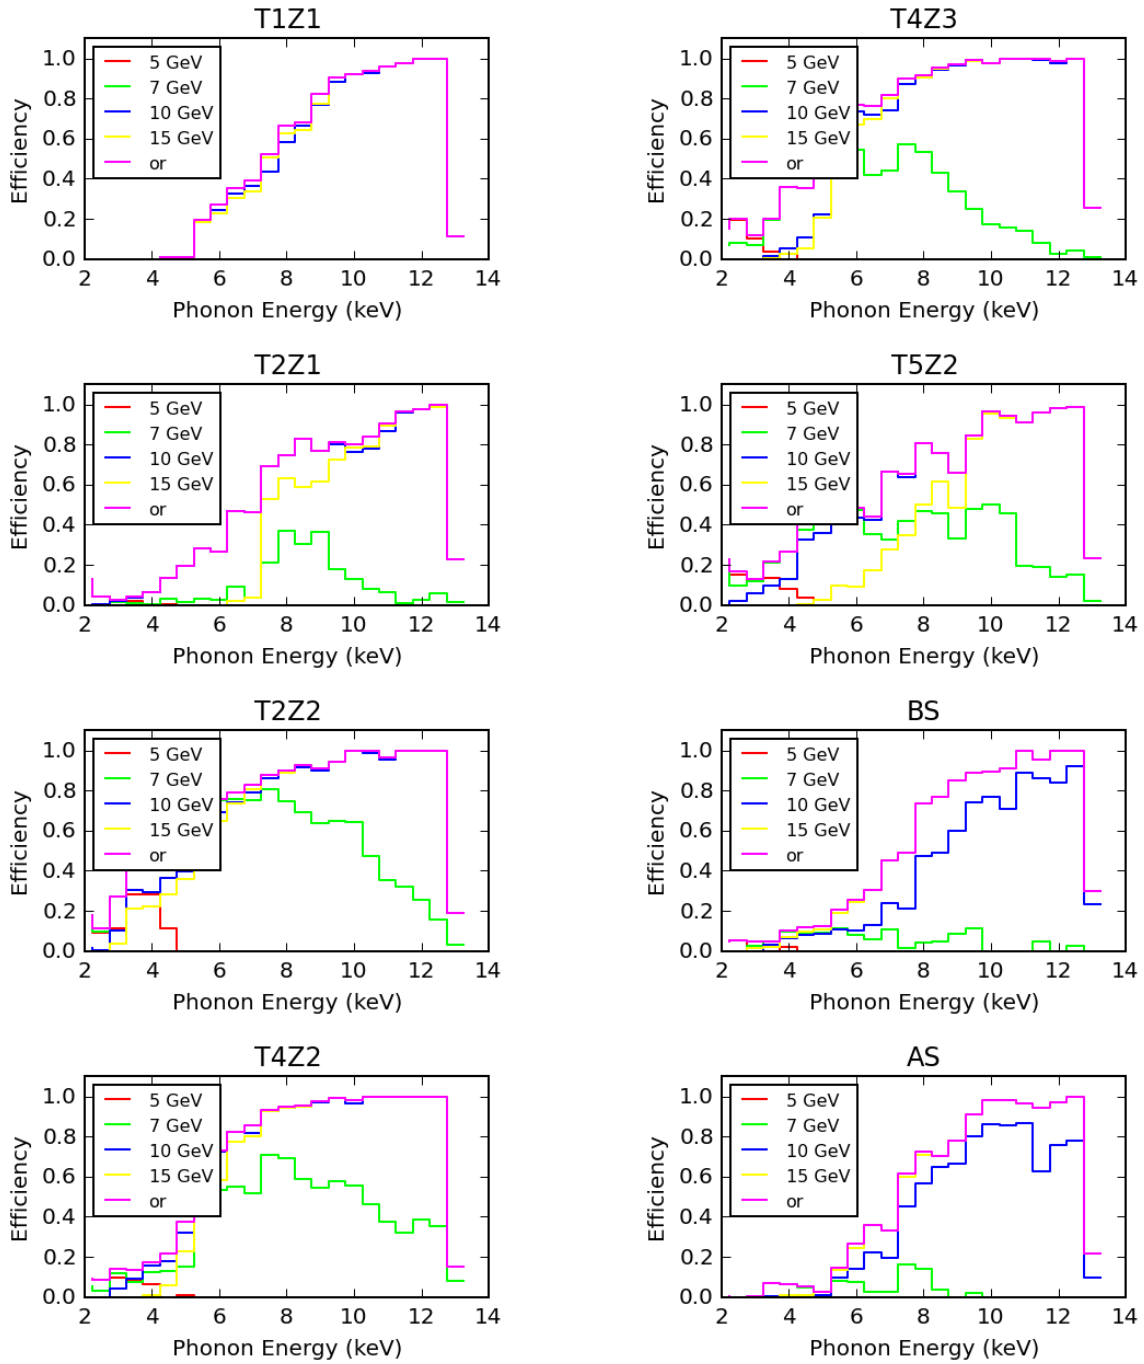 T1Z1
1.0
0.8
0.6
0.4
0.2
0.0
Efficiency
5 GeV
7 GeV
10 GeV
15 GeV
or
2 4 6 8 10 12 14
Phonon Energy (keV)
T4Z3
1.0
0.8
0.6
0.4
0.2
0.0
Efficiency
5 GeV
7 GeV
10 GeV
15 GeV
or
2 4 6 8 10 12 14
Phonon Energy (keV)
T2Z1
1.0
0.8
0.6
0.4
0.2
0.0
Efficiency
5 GeV
7 GeV
10 GeV
15 GeV
or
2 4 6 8 10 12 14
Phonon Energy (keV)
T5Z2
1.0
0.8
0.6
0.4
0.2
0.0
Efficiency
5 GeV
7 GeV
10 GeV
15 GeV
or
2 4 6 8 10 12 14
Phonon Energy (keV)
T2Z2
1.0
0.8
0.6
0.4
0.2
0.0
Efficiency
5 GeV
7 GeV
10 GeV
15 GeV
or
2 4 6 8 10 12 14
Phonon Energy (keV)
BS
1.0
0.8
0.6
0.4
0.2
0.0
Efficiency
5 GeV
7 GeV
10 GeV
15 GeV
or
2 4 6 8 10 12 14
Phonon Energy (keV)
T4Z2
1.0
0.8
0.6
0.4
0.2
0.0
Efficiency
5 GeV
7 GeV
10 GeV
15 GeV
or
2 4 6 8 10 12 14
Phonon Energy (keV)
AS
1.0
0.8
0.6
0.4
0.2
0.0
Efficiency
5 GeV
7 GeV
10 GeV
15 GeV
or
2 4 6 8 10 12 14
Phonon Energy (keV)